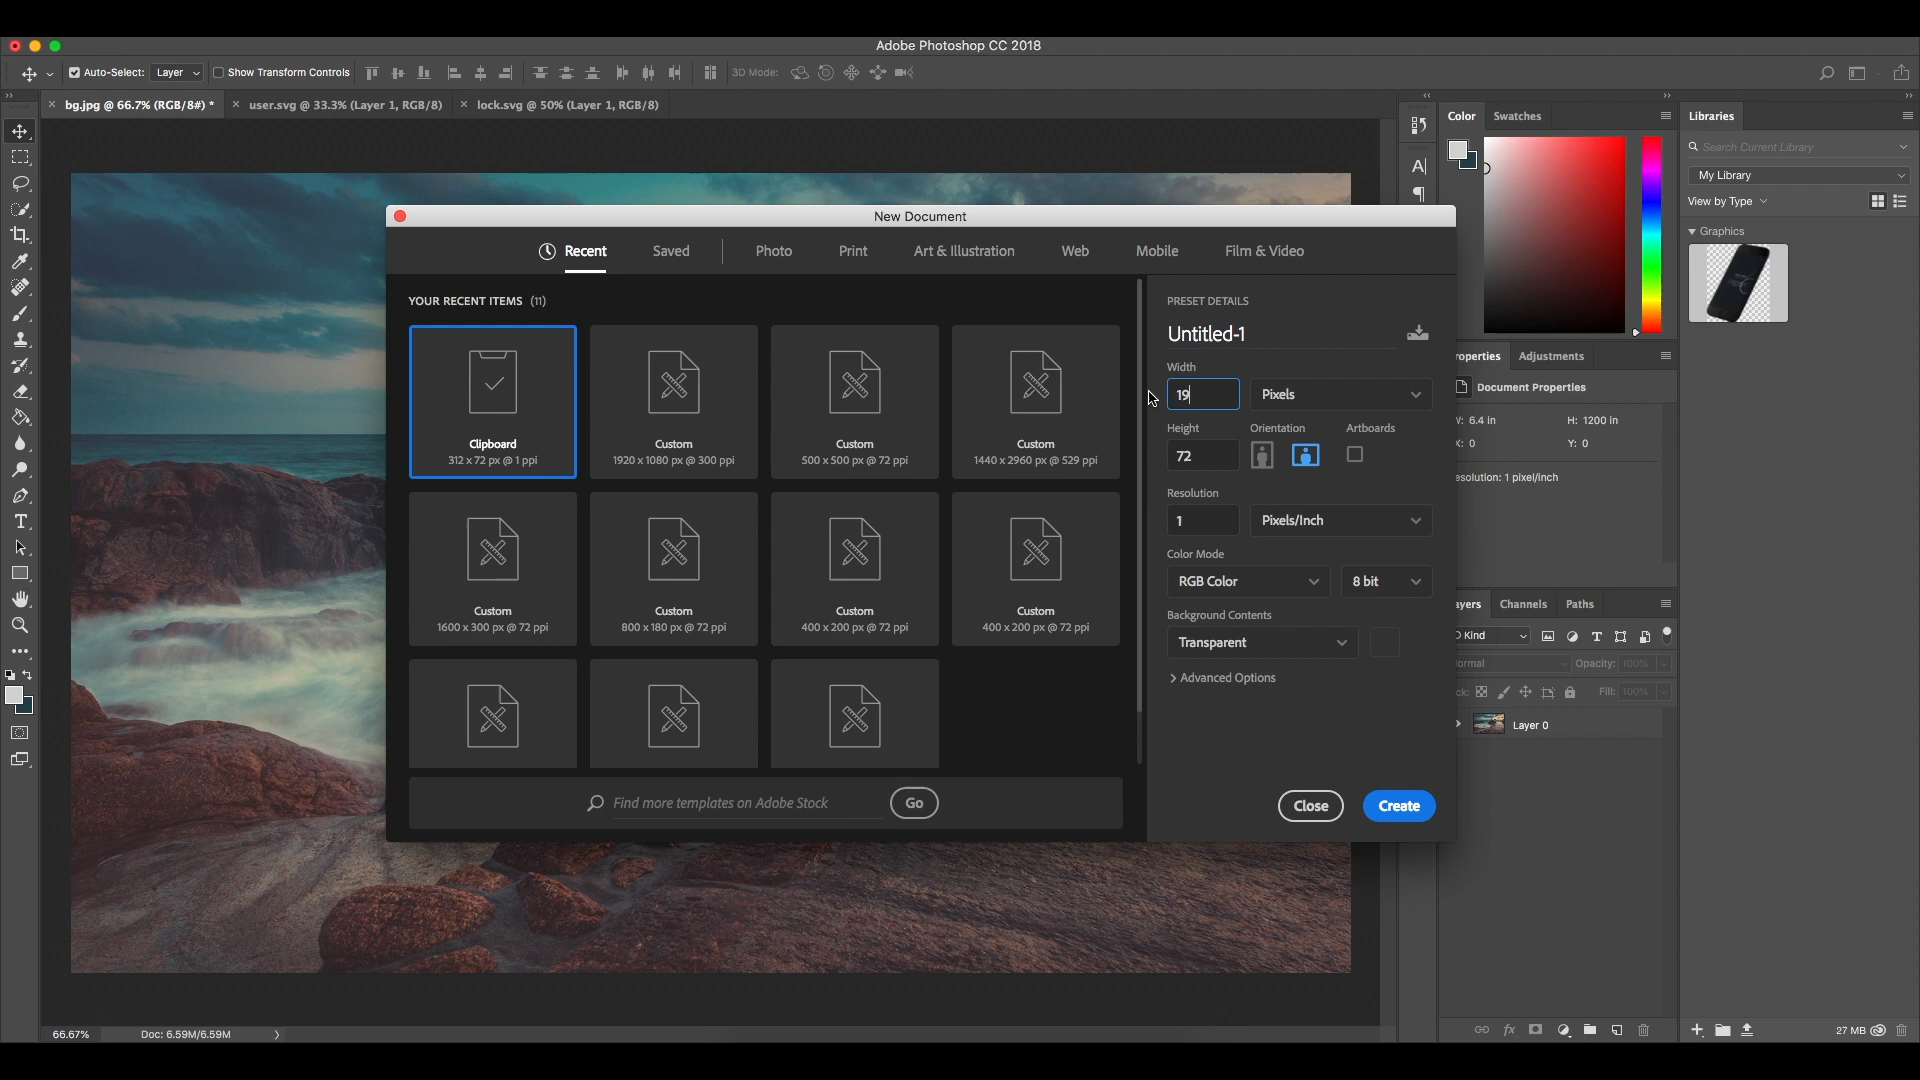 Adobe Photoshop CC 2018
Auto-Select: Layer Show Transform Controls 3D Mode:
bg.jpg @ 66.7% (RGB/8#) * user.svg @ 33.3% (Layer 1, RGB/8) lock.svg @ 50% (Layer 1, RGB/8)
New Document
Recent Saved Photo Print Art & Illustration Web Mobile Film & Video
YOUR RECENT ITEMS (11)
Clipboard
312 x 72 px @ 1 ppi
Custom
1920 x 1080 px @ 300 ppi
Custom
500 x 500 px @ 72 ppi
Custom
1440 x 2960 px @ 529 ppi
Custom
1600 x 300 px @ 72 ppi
Custom
800 x 180 px @ 72 ppi
Custom
400 x 200 px @ 72 ppi
Custom
400 x 200 px @ 72 ppi
Find more templates on Adobe Stock Go
PRESET DETAILS
Untitled-1
Width
19 Pixels
Height Orientation Artboards
72
Resolution
1 Pixels/Inch
Color Mode
RGB Color 8 bit
Background Contents
Transparent
Advanced Options
Close Create
Color Swatches
roperties Adjustments
Document Properties
W: 6.4 in H: 1200 in
X: 0 Y: 0
esolution: 1 pixel/inch
ayers Channels Paths
Kind
ormal Opacity: 100%
ck: Fill: 100%
Layer 0
Libraries
Search Current Library
My Library
View by Type
Graphics
66.67% Doc: 6.59M/6.59M
27 MB